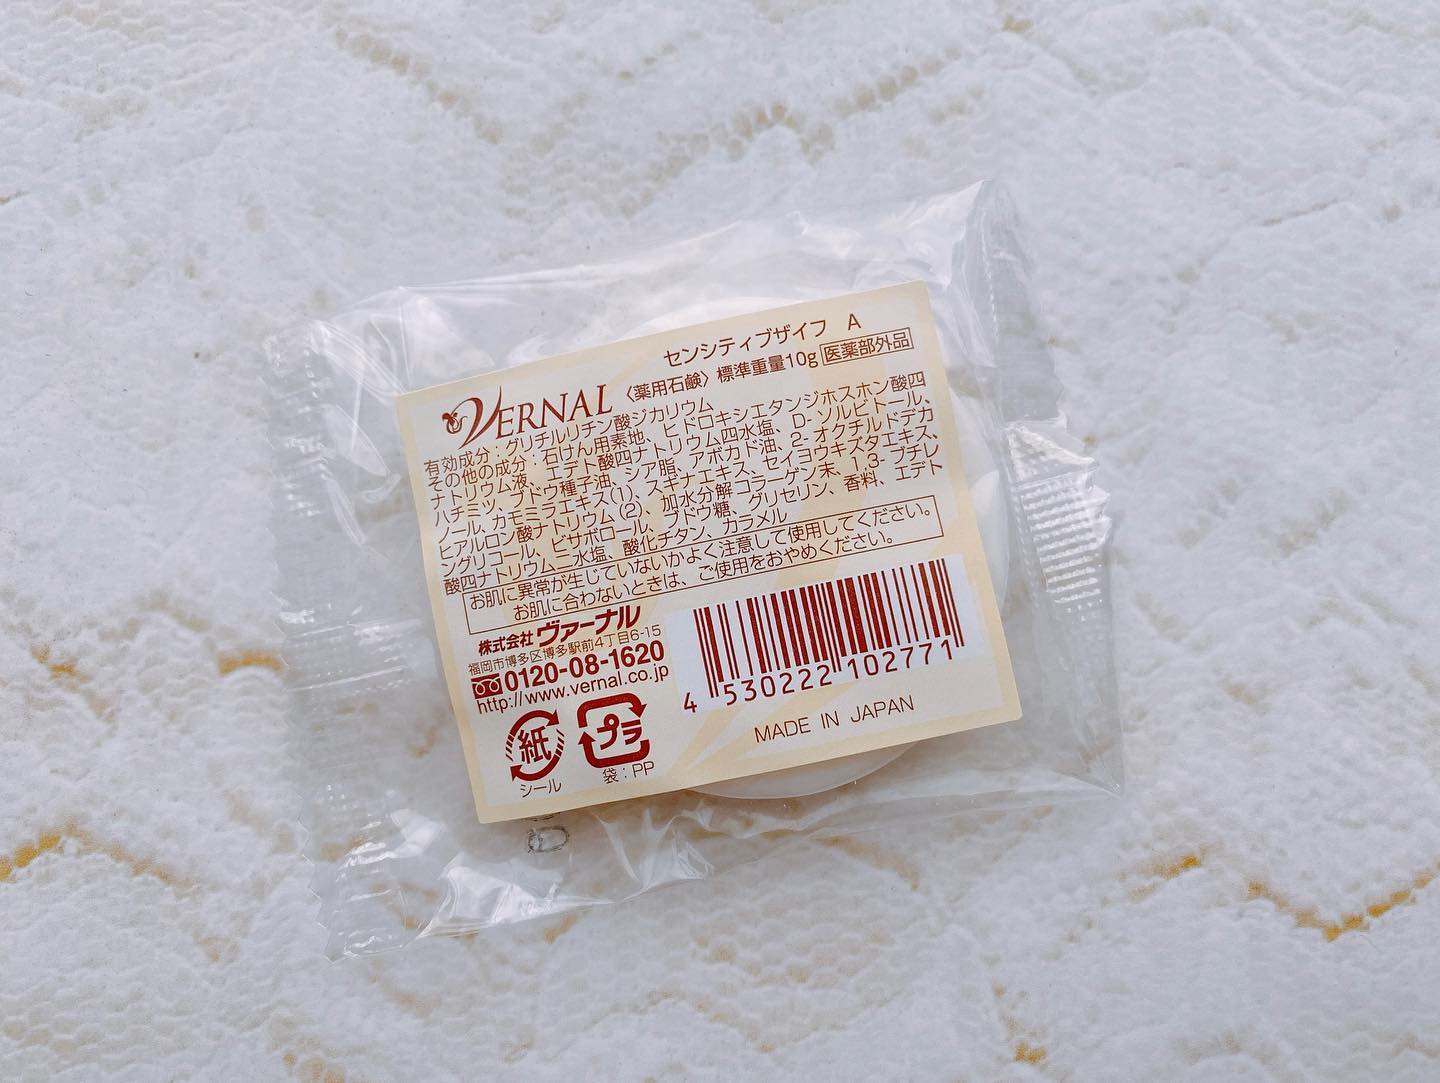 センシティブザイフ A
VERNAL 〈薬用石鹸〉 標準重量10g 医薬部外品
有効成分：グリチルリチン酸ジカリウム
その他の成分：石けん用素地、ヒドロキシエタンジホスホン酸四
ナトリウム液、エデト酸四ナトリウム四水塩、D-ソルビトール、
ハチミツ、ブドウ種子油、シア脂、アボカド油、2-オクチルドデカ
ノール、カモミラエキス(1)、スギナエキス、セイヨウキズタエキス、
ヒアルロン酸ナトリウム(2)、加水分解コラーゲン末、1,3-ブチレ
ングリコール、ビサボロール、ブドウ糖、グリセリン、香料、エデト
酸四ナトリウム二水塩、酸化チタン、カラメル
お肌に異常が生じていないかよく注意して使用してください。
お肌に合わないときは、ご使用をおやめください。
株式会社 ヴァーナル
福岡市博多区博多駅前4丁目6-15
0120-08-1620
http://www.vernal.co.jp
4 530222 102771
紙
シール
プラ
袋：PP
MADE IN JAPAN